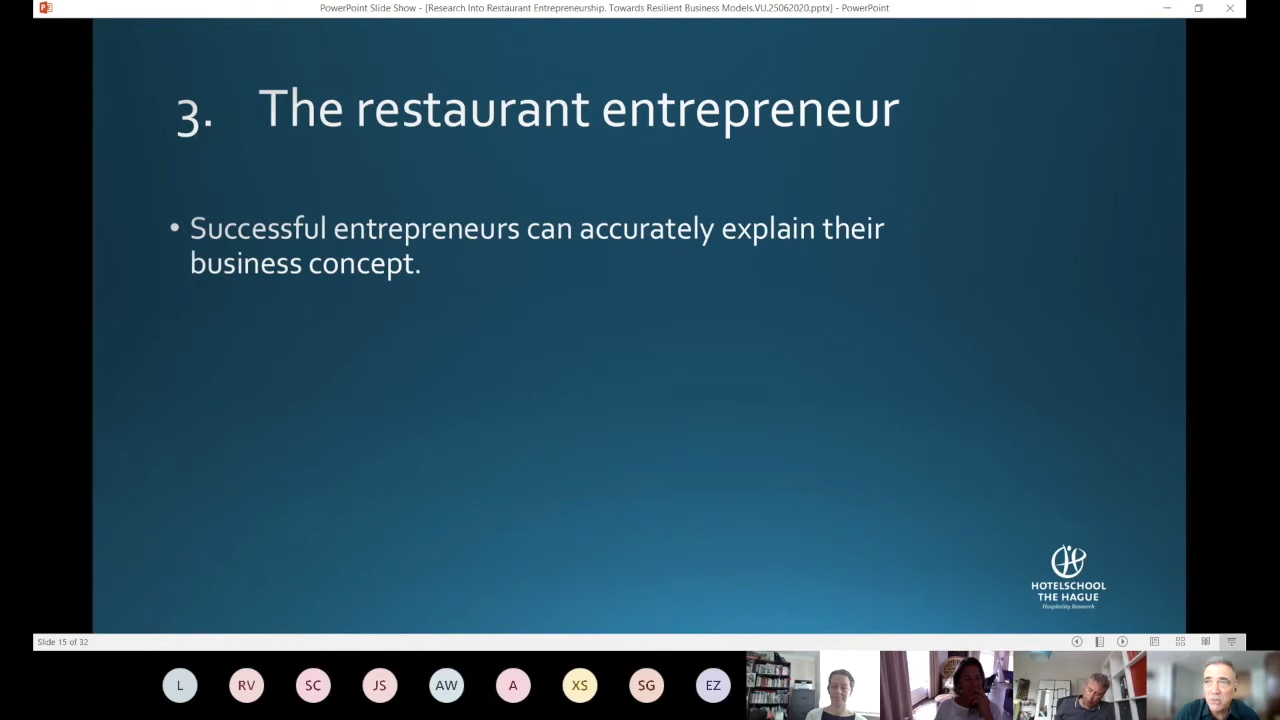 PowerPoint Slide Show - [Research Into Restaurant Entrepreneurship. Towards Resilient Business Models.VU.25062020.pptx] - PowerPoint
3. The restaurant entrepreneur
• Successful entrepreneurs can accurately explain their
business concept.
HOTELSCHOOL
THE HAGUE
Hospitality Research
Slide 15 of 32
L RV SC JS AW A XS SG EZ